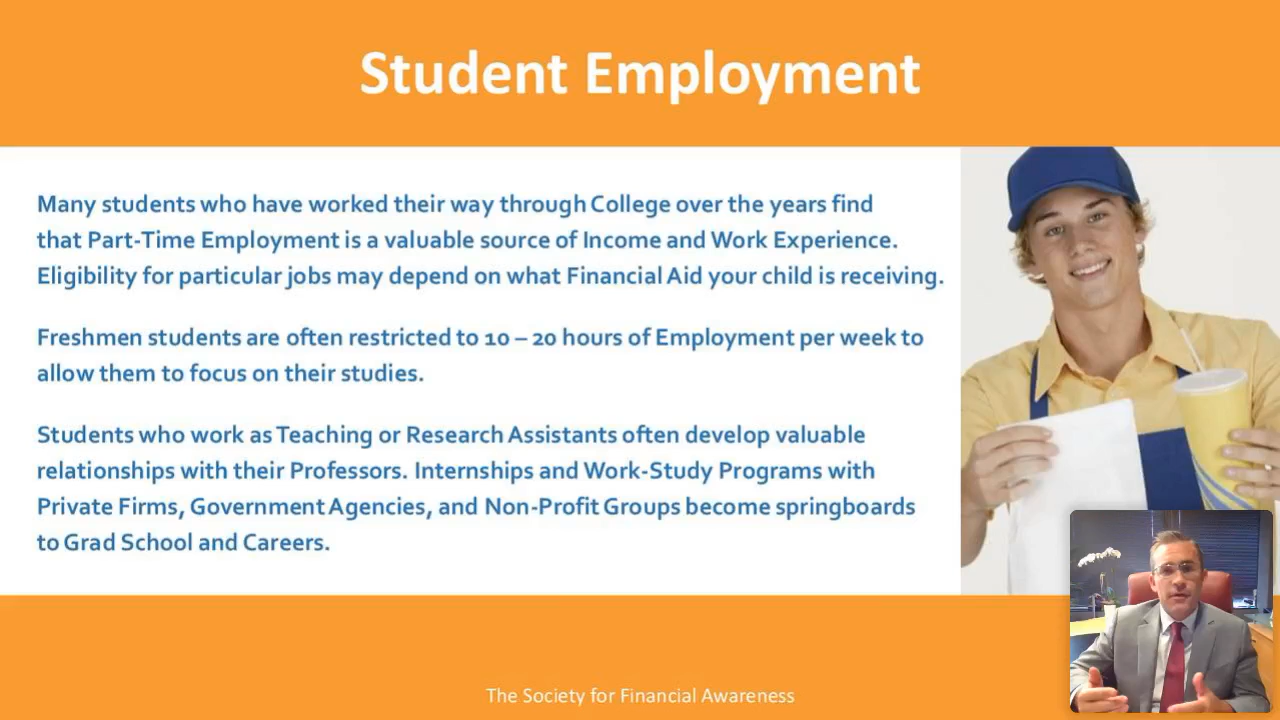 Student Employment
Many students who have worked their way through College over the years find
that Part-Time Employment is a valuable source of Income and Work Experience.
Eligibility for particular jobs may depend on what Financial Aid your child is receiving.
Freshmen students are often restricted to 10 – 20 hours of Employment per week to
allow them to focus on their studies.
Students who work as Teaching or Research Assistants often develop valuable
relationships with their Professors. Internships and Work-Study Programs with
Private Firms, Government Agencies, and Non-Profit Groups become springboards
to Grad School and Careers.
The Society for Financial Awareness